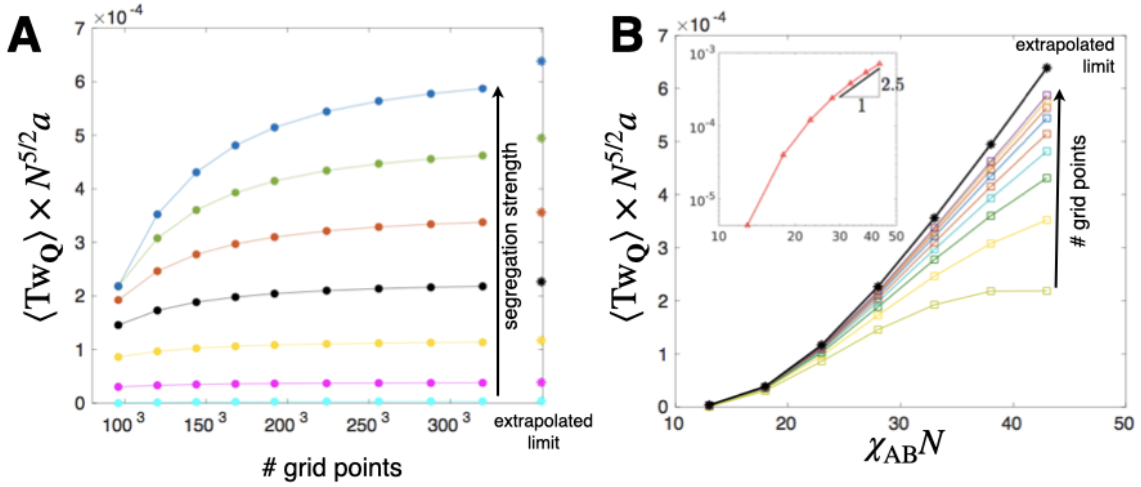 A
×10⁻⁴
7
6
5
4
3
2
1
0
⟨Tw_Q⟩ × N^{5/2}a
segregation strength
100 ³ 150 ³ 200 ³ 250 ³ 300 ³
extrapolated
limit
# grid points
B
×10⁻⁴
7
6
5
4
3
2
1
0
⟨Tw_Q⟩ × N^{5/2}a
extrapolated
limit
# grid points
10⁻³
10⁻⁴
10⁻⁵
2.5
1
10 20 30 40 50
10 20 30 40 50
χ_{AB}N